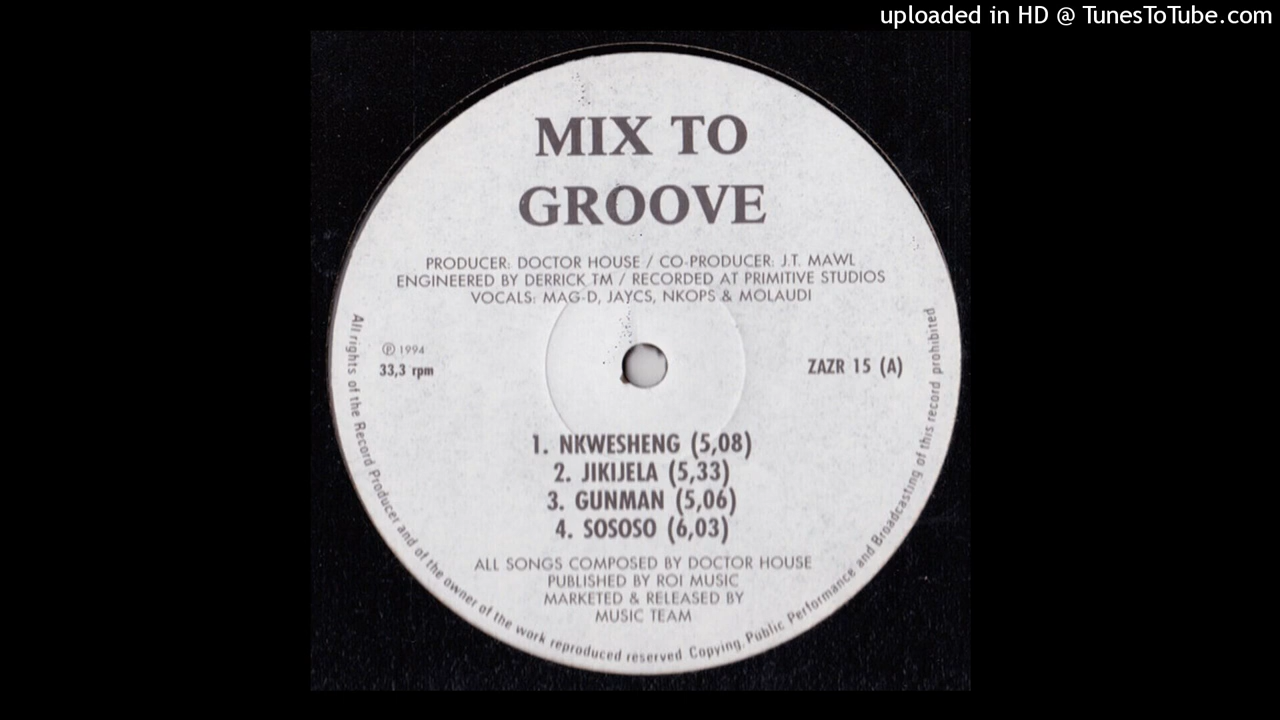 uploaded in HD @ TunesToTube.com
MIX TO
GROOVE
PRODUCER: DOCTOR HOUSE / CO-PRODUCER: J.T. MAWL
ENGINEERED BY DERRICK TM / RECORDED AT PRIMITIVE STUDIOS
VOCALS: MAG-D, JAYCS, NKOPS & MOLAUDI
℗ 1994
33,3 rpm
ZAZR 15 (A)
1. NKWESHENG (5,08)
2. JIKIJELA (5,33)
3. GUNMAN (5,06)
4. SOSOSO (6,03)
ALL SONGS COMPOSED BY DOCTOR HOUSE
PUBLISHED BY ROI MUSIC
MARKETED & RELEASED BY
MUSIC TEAM
All rights of the Record Producer and of the owner of the work reproduced reserved. Copying, Public Performance and Broadcasting of this record prohibited